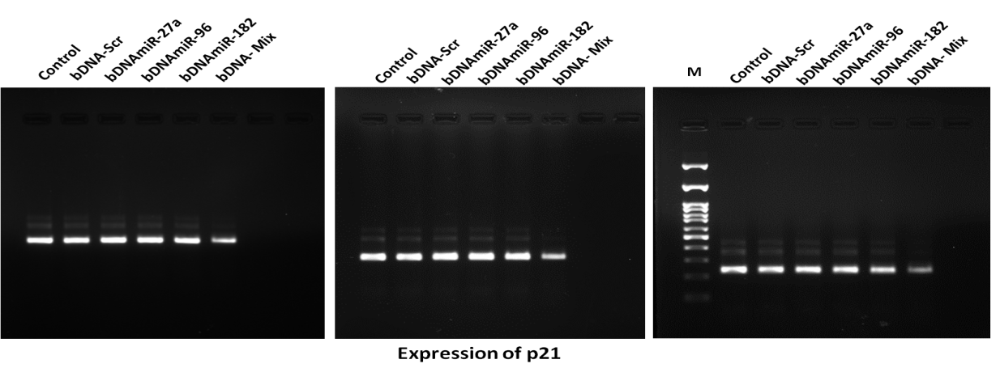 Control
bDNA-Scr
bDNAmiR-27a
bDNAmiR-96
bDNAmiR-182
bDNA- Mix
Control
bDNA-Scr
bDNAmiR-27a
bDNAmiR-96
bDNAmiR-182
bDNA- Mix
M
Control
bDNA-Scr
bDNAmiR-27a
bDNAmiR-96
bDNAmiR-182
bDNA- Mix
Expression of p21